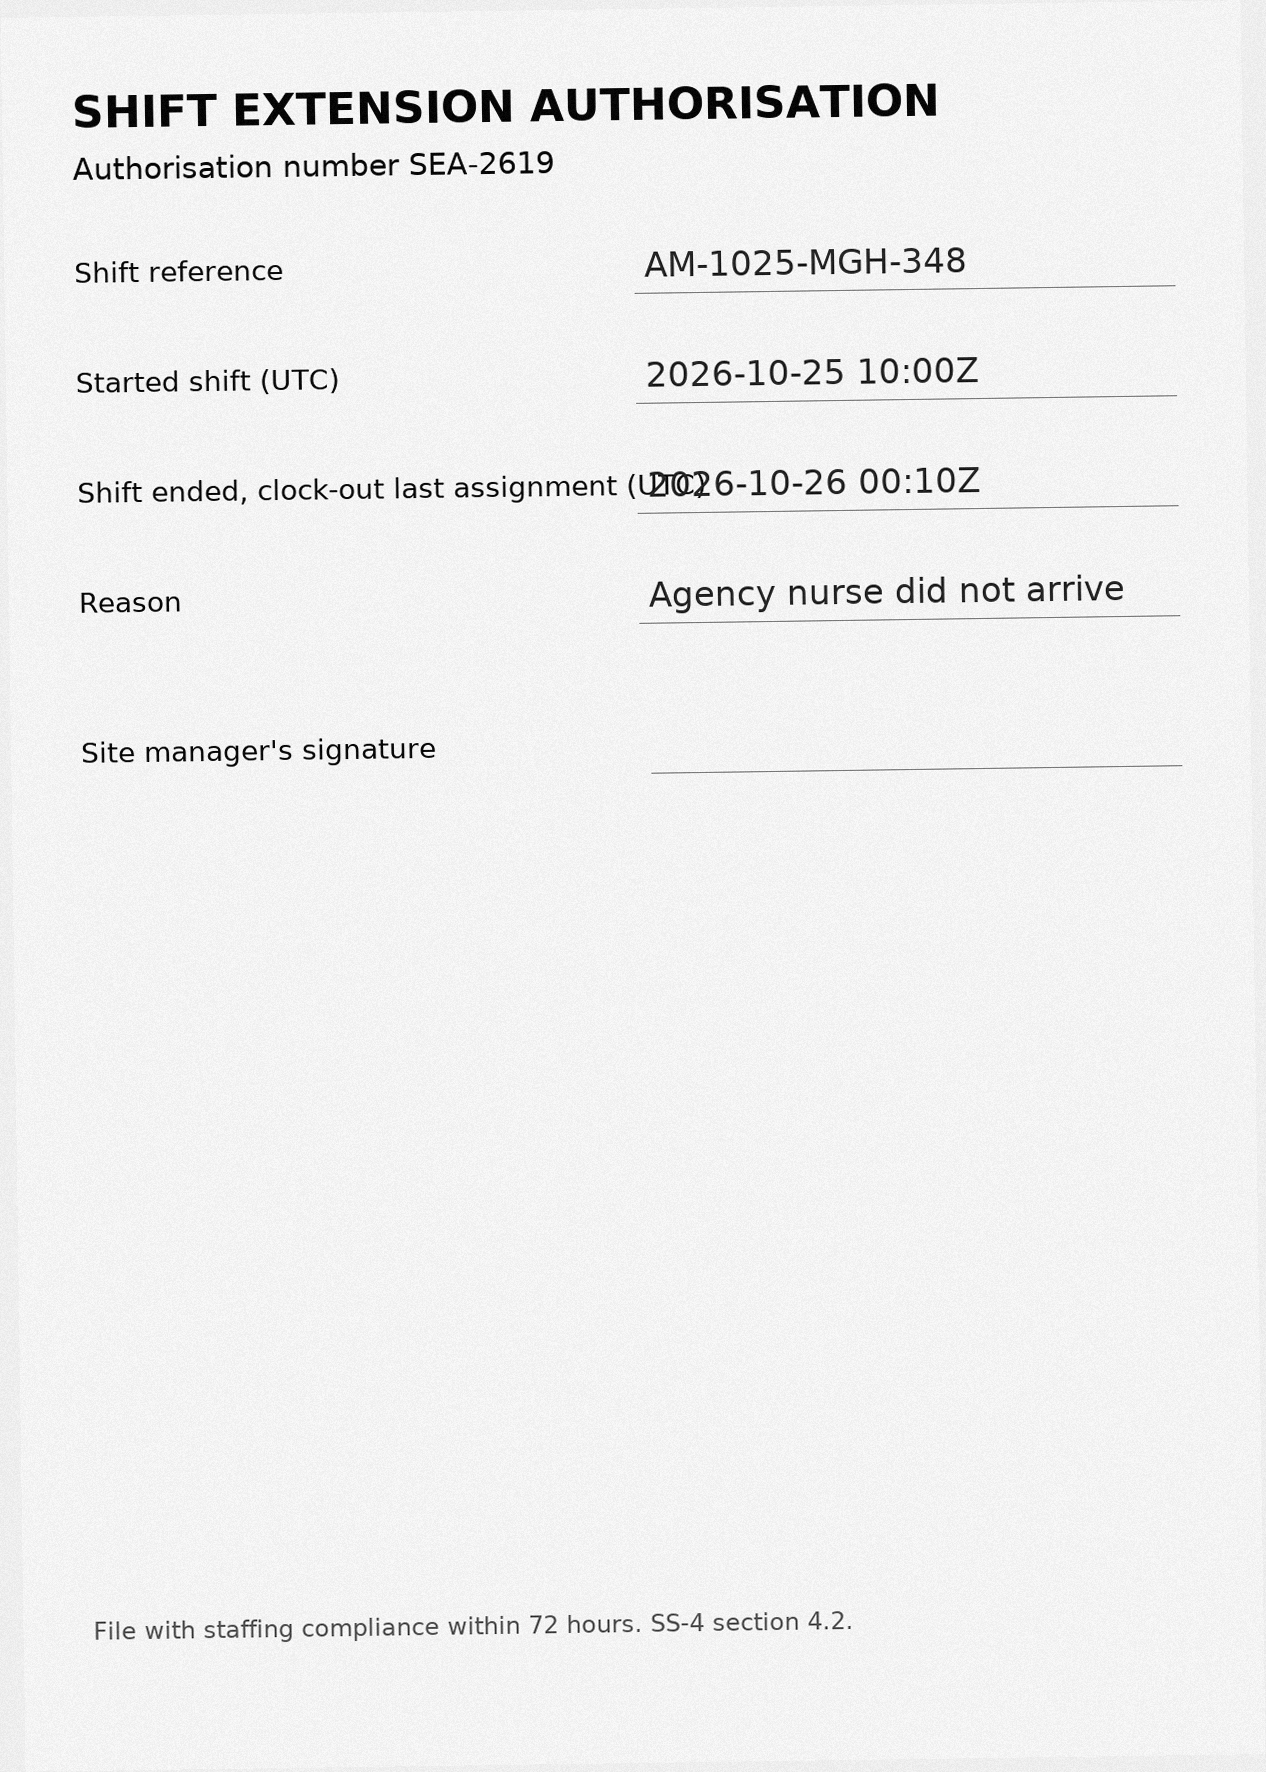 SHIFT EXTENSION AUTHORISATION
Authorisation number SEA-2619
Shift reference AM-1025-MGH-348
Started shift (UTC) 2026-10-25 10:00Z
Shift ended, clock-out last assignment (UTC) 2026-10-26 00:10Z
Reason Agency nurse did not arrive
Site manager's signature
File with staffing compliance within 72 hours. SS-4 section 4.2.